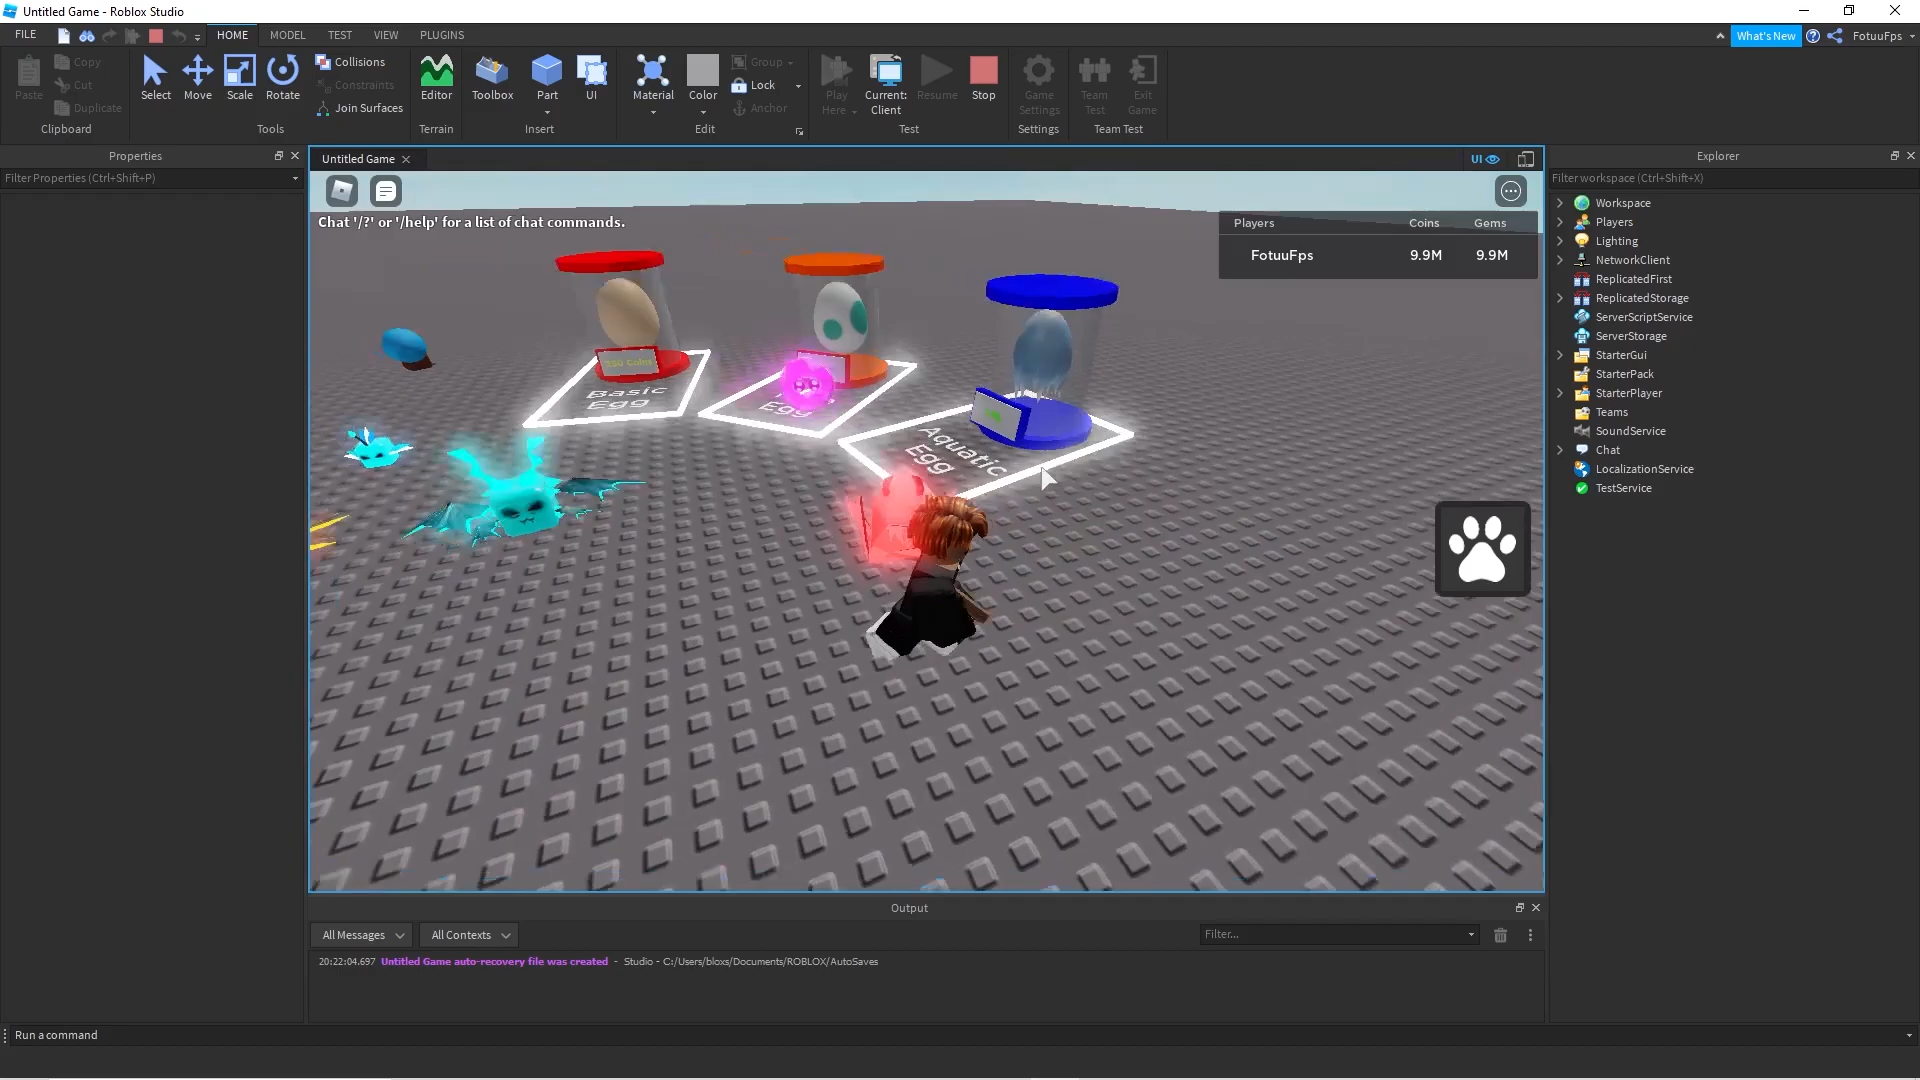 Untitled Game - Roblox Studio
FILE HOME MODEL TEST VIEW PLUGINS What's New FotuuFps
Paste Copy Cut Duplicate
Clipboard
Select Move Scale Rotate
Collisions
Constraints
Join Surfaces
Tools
Editor
Terrain
Toolbox Part UI
Insert
Material Color
Group
Lock
Anchor
Edit
Play Here
Current: Client
Resume
Stop
Test
Game Settings
Settings
Team Test
Exit Game
Team Test
Properties
Filter Properties (Ctrl+Shift+P)
Untitled Game
UI
Chat '/?' or '/help' for a list of chat commands.
Players Coins Gems
FotuuFps 9.9M 9.9M
250 Coins
Basic
Egg
Egg
Aquatic
Egg
Explorer
Filter workspace (Ctrl+Shift+X)
Workspace
Players
Lighting
NetworkClient
ReplicatedFirst
ReplicatedStorage
ServerScriptService
ServerStorage
StarterGui
StarterPack
StarterPlayer
Teams
SoundService
Chat
LocalizationService
TestService
Output
All Messages All Contexts Filter...
20:22:04.697 Untitled Game auto-recovery file was created - Studio - C:/Users/bloxs/Documents/ROBLOX/AutoSaves
Run a command